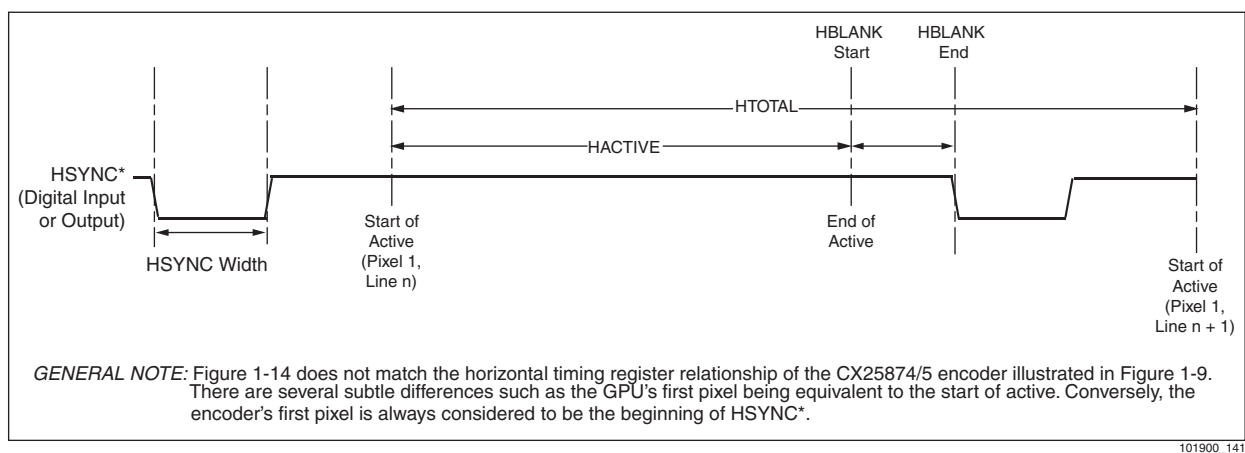 HBLANK
Start
HBLANK
End
HTOTAL
HACTIVE
HSYNC*
(Digital Input
or Output)
HSYNC Width
Start of
Active
(Pixel 1,
Line n)
End of
Active
Start of
Active
(Pixel 1,
Line n + 1)
GENERAL NOTE: Figure 1-14 does not match the horizontal timing register relationship of the CX25874/5 encoder illustrated in Figure 1-9.
There are several subtle differences such as the GPU's first pixel being equivalent to the start of active. Conversely, the
encoder's first pixel is always considered to be the beginning of HSYNC*.
101900_141